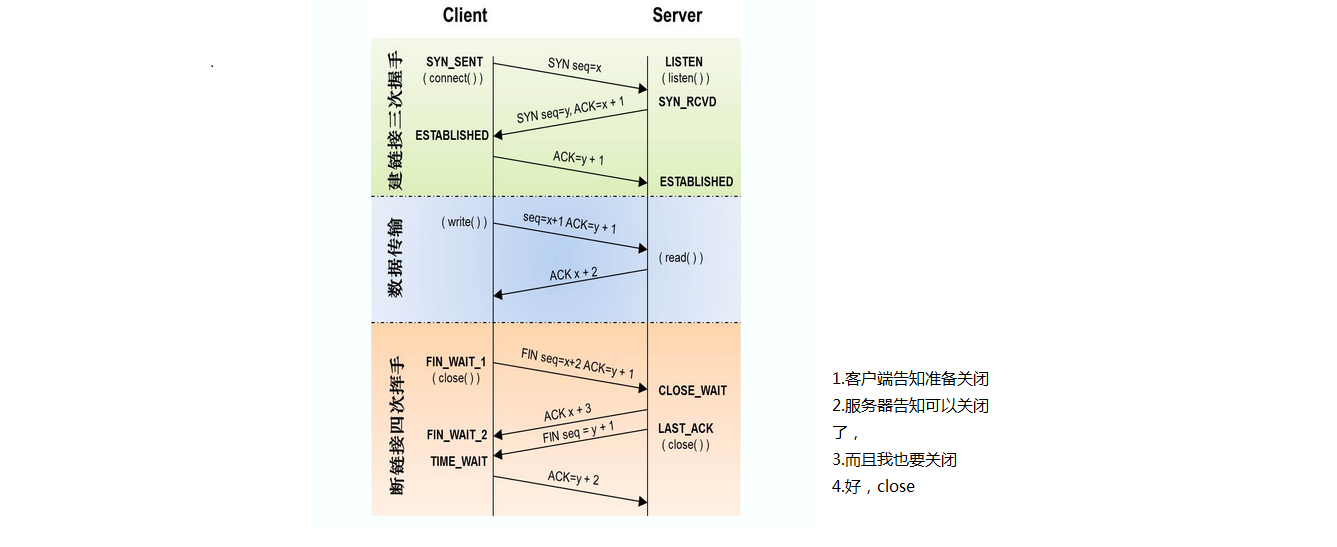 Client
Server
建链接三次握手
SYN_SENT
( connect( ) )
SYN seq=x
LISTEN
( listen( ) )
SYN_RCVD
SYN seq=y, ACK=x + 1
ESTABLISHED
ACK=y + 1
ESTABLISHED
数据传输
( write( ) )
seq=x+1 ACK=y + 1
( read( ) )
ACK x + 2
断链接四次挥手
FIN_WAIT_1
( close( ) )
FIN seq=x+2 ACK=y + 1
CLOSE_WAIT
ACK x + 3
FIN_WAIT_2
FIN seq = y + 1
LAST_ACK
( close( ) )
TIME_WAIT
ACK=y + 2
1.客户端告知准备关闭
2.服务器告知可以关闭
了，
3.而且我也要关闭
4.好，close